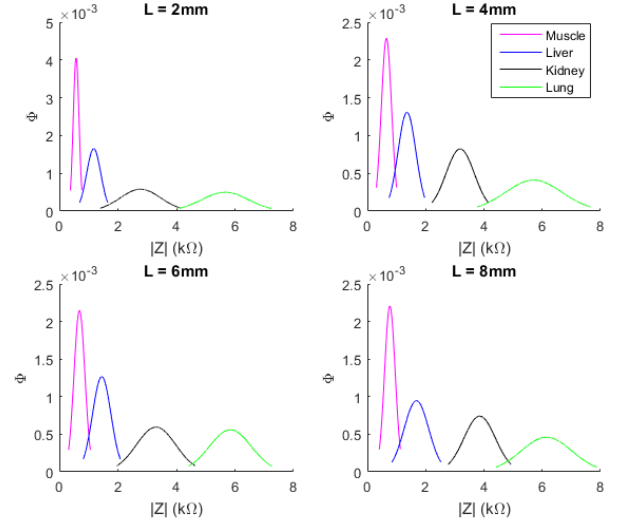 L = 2mm
×10⁻³
5
4
3
2
1
0
Φ
0 2 4 6 8
|Z| (kΩ)
L = 4mm
×10⁻³
2.5
2
1.5
1
0.5
0
Φ
0 2 4 6 8
|Z| (kΩ)
Muscle
Liver
Kidney
Lung
L = 6mm
×10⁻³
2.5
2
1.5
1
0.5
0
Φ
0 2 4 6 8
|Z| (kΩ)
L = 8mm
×10⁻³
2.5
2
1.5
1
0.5
0
Φ
0 2 4 6 8
|Z| (kΩ)